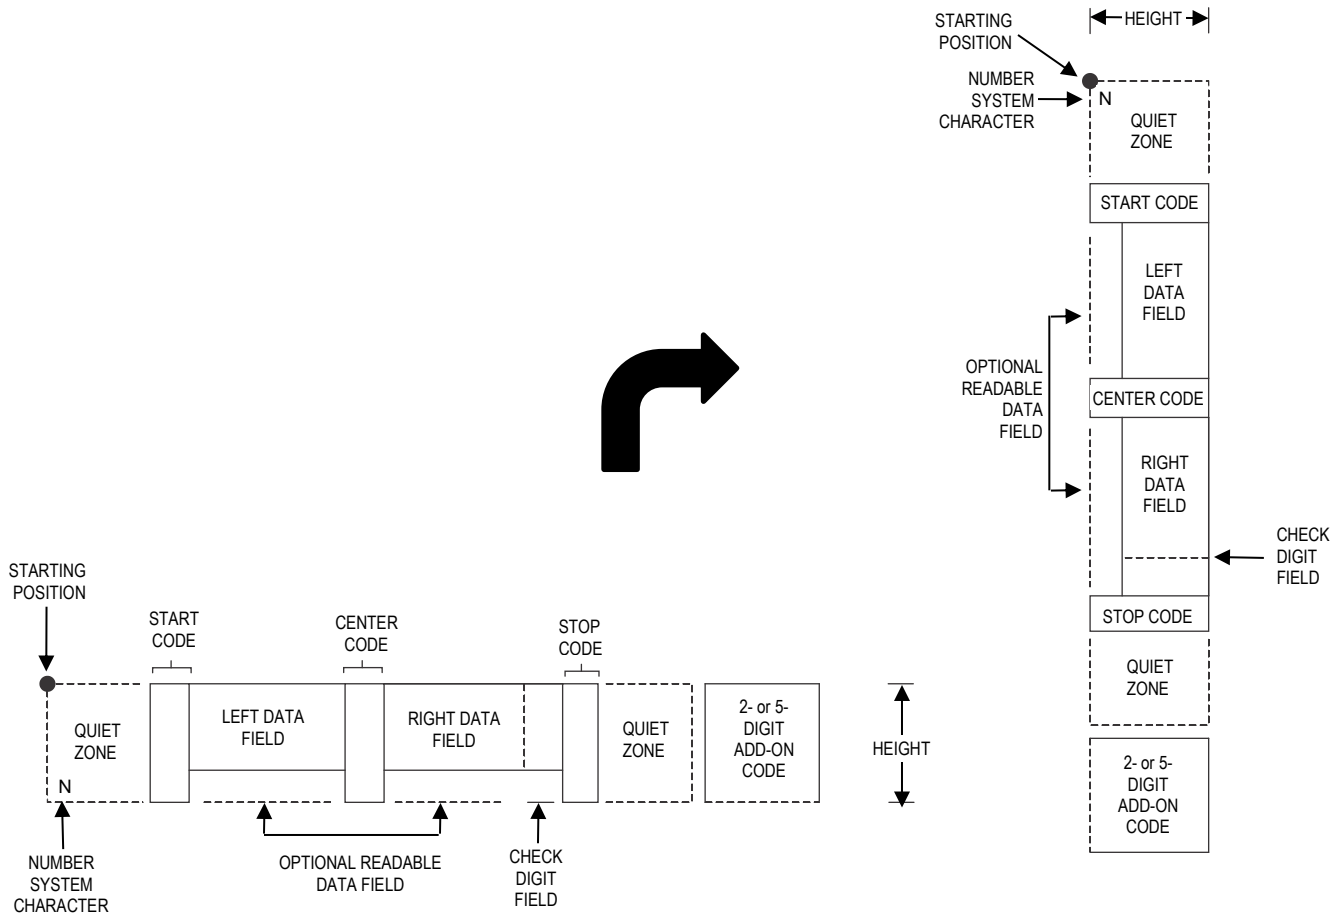 STARTING
POSITION
HEIGHT
NUMBER
SYSTEM
CHARACTER
N
QUIET
ZONE
START CODE
LEFT
DATA
FIELD
OPTIONAL
READABLE
DATA
FIELD
CENTER CODE
RIGHT
DATA
FIELD
CHECK
DIGIT
FIELD
STOP CODE
QUIET
ZONE
2- or 5-
DIGIT
ADD-ON
CODE
STARTING
POSITION
START
CODE
CENTER
CODE
STOP
CODE
QUIET
ZONE
N
LEFT DATA
FIELD
RIGHT DATA
FIELD
QUIET
ZONE
2- or 5-
DIGIT
ADD-ON
CODE
HEIGHT
NUMBER
SYSTEM
CHARACTER
OPTIONAL READABLE
DATA FIELD
CHECK
DIGIT
FIELD